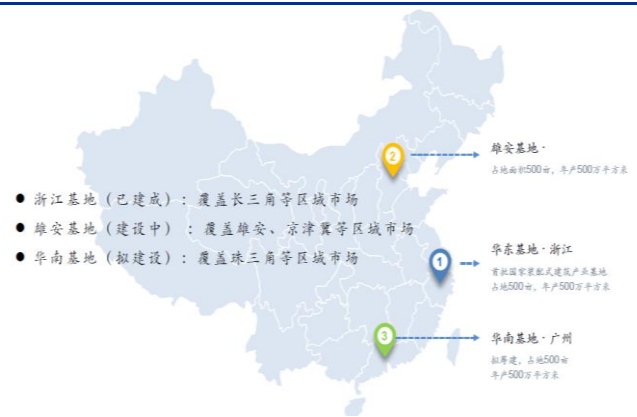 ● 浙江基地（已建成）：覆盖长三角等区域市场
● 雄安基地（建设中）：覆盖雄安、京津冀等区域市场
● 华南基地（拟建设）：覆盖珠三角等区域市场
2
雄安基地·
占地面积500亩，年产500万平方米
1
华东基地·浙江
首批国家装配式建筑产业基地
占地500亩，年产500万平方米
3
华南基地·广州
拟筹建，占地500亩
年产500万平方米